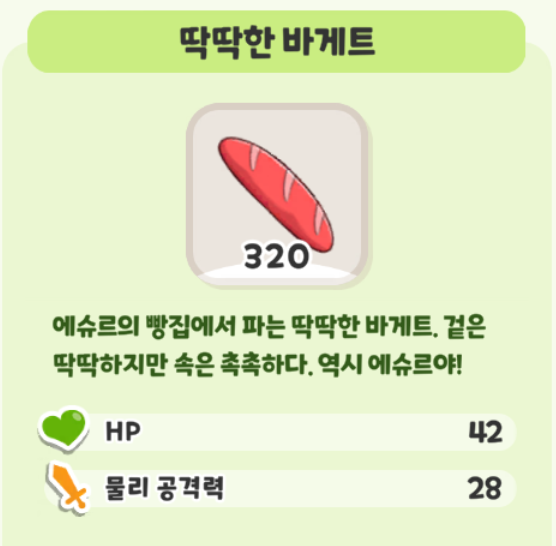 딱딱한 바게트
320
에슈르의 빵집에서 파는 딱딱한 바게트. 겉은
딱딱하지만 속은 촉촉하다. 역시 에슈르야!
HP 42
물리 공격력 28